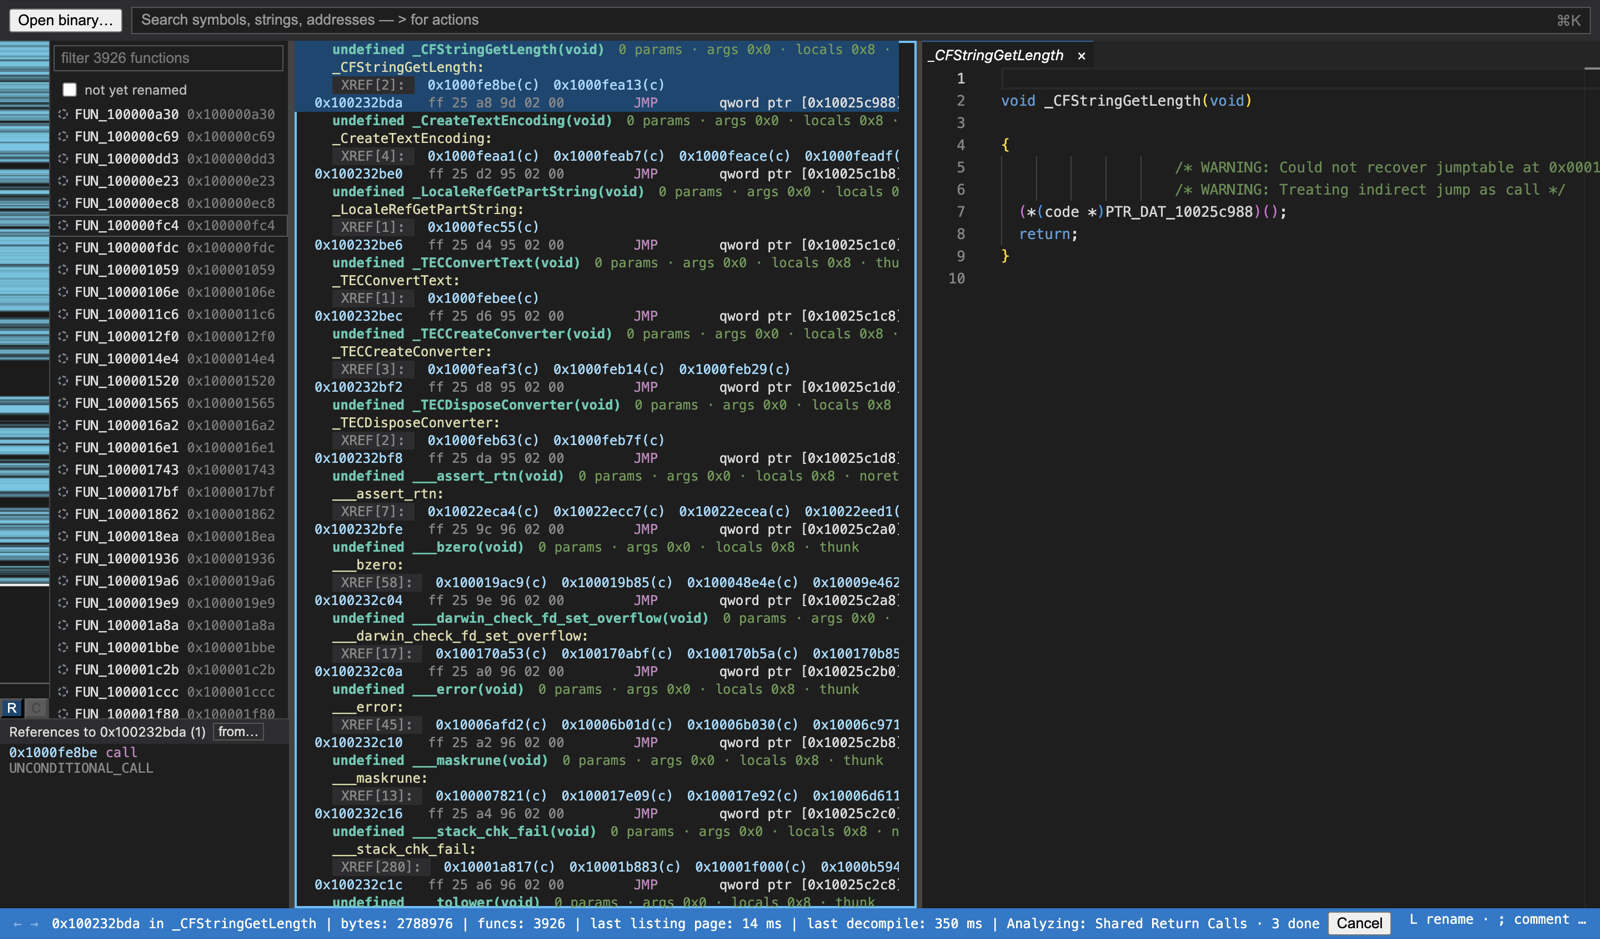 Open binary…
Search symbols, strings, addresses — > for actions
⌘K
filter 3926 functions
not yet renamed
FUN_100000a30 0x100000a30
FUN_100000c69 0x100000c69
FUN_100000dd3 0x100000dd3
FUN_100000e23 0x100000e23
FUN_100000ec8 0x100000ec8
FUN_100000fc4 0x100000fc4
FUN_100000fdc 0x100000fdc
FUN_100001059 0x100001059
FUN_10000106e 0x10000106e
FUN_1000011c6 0x1000011c6
FUN_1000012f0 0x1000012f0
FUN_1000014e4 0x1000014e4
FUN_100001520 0x100001520
FUN_100001565 0x100001565
FUN_1000016a2 0x1000016a2
FUN_1000016e1 0x1000016e1
FUN_100001743 0x100001743
FUN_1000017bf 0x1000017bf
FUN_100001862 0x100001862
FUN_1000018ea 0x1000018ea
FUN_100001936 0x100001936
FUN_1000019a6 0x1000019a6
FUN_1000019e9 0x1000019e9
FUN_100001a8a 0x100001a8a
FUN_100001bbe 0x100001bbe
FUN_100001c2b 0x100001c2b
FUN_100001ccc 0x100001ccc
FUN_100001f80 0x100001f80
R C
References to 0x100232bda (1) from…
0x1000fe8be call
UNCONDITIONAL_CALL
undefined _CFStringGetLength(void) 0 params · args 0x0 · locals 0x8 ·
_CFStringGetLength:
XREF[2]: 0x1000fe8be(c) 0x1000fea13(c)
0x100232bda ff 25 a8 9d 02 00 JMP qword ptr [0x10025c988]
undefined _CreateTextEncoding(void) 0 params · args 0x0 · locals 0x8 ·
_CreateTextEncoding:
XREF[4]: 0x1000feaa1(c) 0x1000feab7(c) 0x1000feace(c) 0x1000feadf(
0x100232be0 ff 25 d2 95 02 00 JMP qword ptr [0x10025c1b8]
undefined _LocaleRefGetPartString(void) 0 params · args 0x0 · locals 0
_LocaleRefGetPartString:
XREF[1]: 0x1000fec55(c)
0x100232be6 ff 25 d4 95 02 00 JMP qword ptr [0x10025c1c0]
undefined _TECConvertText(void) 0 params · args 0x0 · locals 0x8 · thu
_TECConvertText:
XREF[1]: 0x1000febee(c)
0x100232bec ff 25 d6 95 02 00 JMP qword ptr [0x10025c1c8]
undefined _TECCreateConverter(void) 0 params · args 0x0 · locals 0x8 ·
_TECCreateConverter:
XREF[3]: 0x1000feaf3(c) 0x1000feb14(c) 0x1000feb29(c)
0x100232bf2 ff 25 d8 95 02 00 JMP qword ptr [0x10025c1d0]
undefined _TECDisposeConverter(void) 0 params · args 0x0 · locals 0x8
_TECDisposeConverter:
XREF[2]: 0x1000feb63(c) 0x1000feb7f(c)
0x100232bf8 ff 25 da 95 02 00 JMP qword ptr [0x10025c1d8]
undefined ___assert_rtn(void) 0 params · args 0x0 · locals 0x8 · noret
___assert_rtn:
XREF[7]: 0x10022eca4(c) 0x10022ecc7(c) 0x10022ecea(c) 0x10022eed1(
0x100232bfe ff 25 9c 96 02 00 JMP qword ptr [0x10025c2a0]
undefined ___bzero(void) 0 params · args 0x0 · locals 0x8 · thunk
___bzero:
XREF[58]: 0x100019ac9(c) 0x100019b85(c) 0x100048e4e(c) 0x10009e462
0x100232c04 ff 25 9e 96 02 00 JMP qword ptr [0x10025c2a8]
undefined ___darwin_check_fd_set_overflow(void) 0 params · args 0x0 ·
___darwin_check_fd_set_overflow:
XREF[17]: 0x100170a53(c) 0x100170abf(c) 0x100170b5a(c) 0x100170b85
0x100232c0a ff 25 a0 96 02 00 JMP qword ptr [0x10025c2b0]
undefined ___error(void) 0 params · args 0x0 · locals 0x8 · thunk
___error:
XREF[45]: 0x10006afd2(c) 0x10006b01d(c) 0x10006b030(c) 0x10006c971
0x100232c10 ff 25 a2 96 02 00 JMP qword ptr [0x10025c2b8]
undefined ___maskrune(void) 0 params · args 0x0 · locals 0x8 · thunk
___maskrune:
XREF[13]: 0x100007821(c) 0x100017e09(c) 0x100017e92(c) 0x10006d611
0x100232c16 ff 25 a4 96 02 00 JMP qword ptr [0x10025c2c0]
undefined ___stack_chk_fail(void) 0 params · args 0x0 · locals 0x8 · n
___stack_chk_fail:
XREF[280]: 0x10001a817(c) 0x10001b883(c) 0x10001f000(c) 0x1000b594
0x100232c1c ff 25 a6 96 02 00 JMP qword ptr [0x10025c2c8]
undefined ___tolower(void) 0 params · args 0x0 · locals 0x8 · thunk
_CFStringGetLength ×
1
2 void _CFStringGetLength(void)
3
4 {
5 /* WARNING: Could not recover jumptable at 0x0001
6 /* WARNING: Treating indirect jump as call */
7 (*(code *)PTR_DAT_10025c988)();
8 return;
9 }
10
← → 0x100232bda in _CFStringGetLength | bytes: 2788976 | funcs: 3926 | last listing page: 14 ms | last decompile: 350 ms | Analyzing: Shared Return Calls · 3 done Cancel L rename · ; comment …